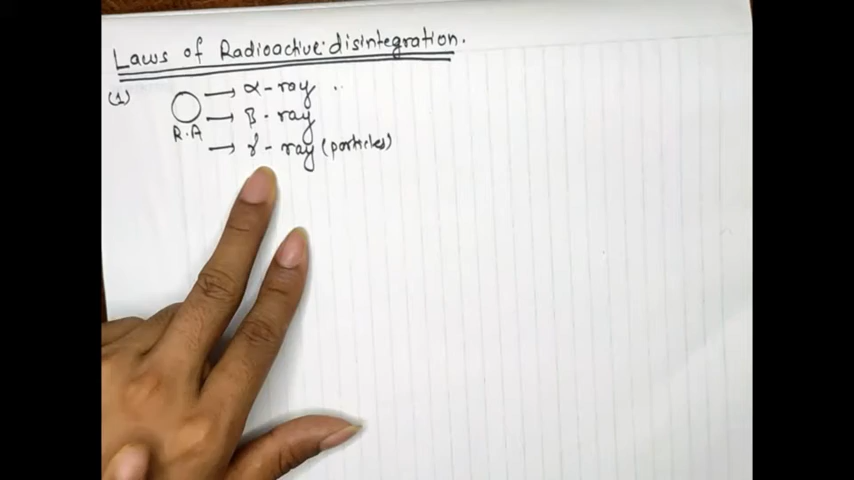 Laws of Radioactive disintegration.
(1)
→ α-ray
→ β-ray
R.A
→ γ-ray (particles)